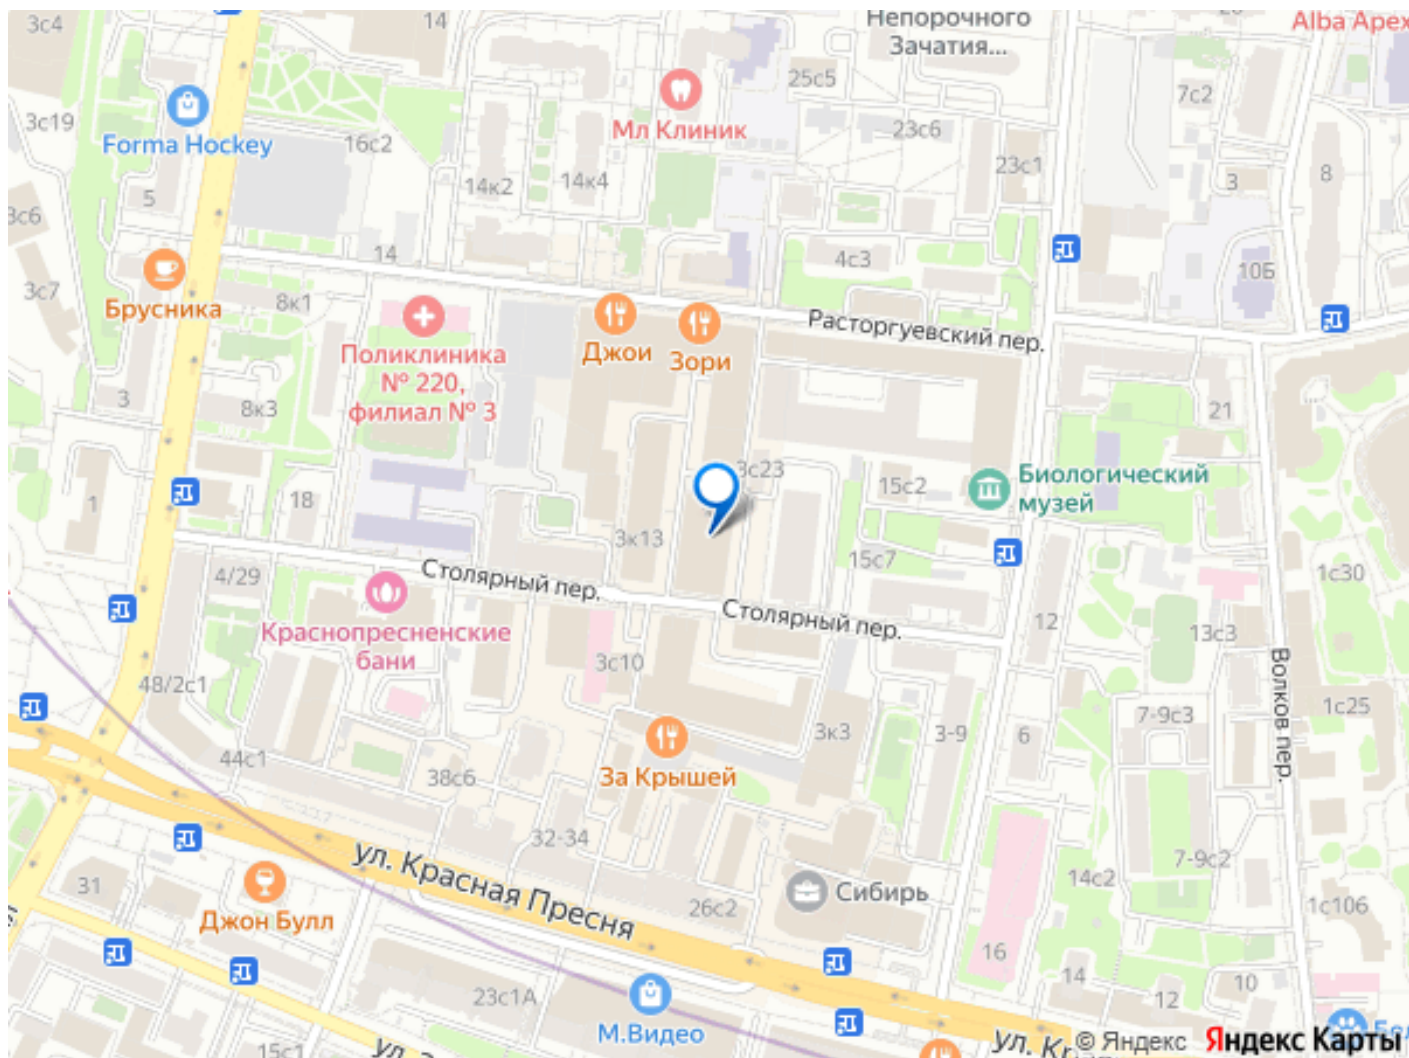 3с4
14
Непорочного
Зачатия...
Alba Apex
25с5
7с2
3с19
Forma Hockey
16с2
Мл Клиник
23с6
23с1
3
8
14к2
14к4
5
3с6
14
4с3
10Б
3с7
Брусника
8к1
Поликлиника
№ 220,
филиал № 3
Джои
Зори
Расторгуевский пер.
3
8к3
21
3с23
15с2
Биологический
музей
1
18
3к13
15с7
4/29
Столярный пер.
Столярный пер.
1с30
12
13с3
Краснопресненские
бани
3с10
48/2с1
Волков пер.
1с25
7-9с3
3к3
3-9
6
44с1
38с6
За Крышей
32-34
ул. Красная Пресня
7-9с2
14с2
31
Джон Булл
26с2
Сибирь
1с106
16
14
12
10
23с1А
М.Видео
15с1
© Яндекс Яндекс Карты